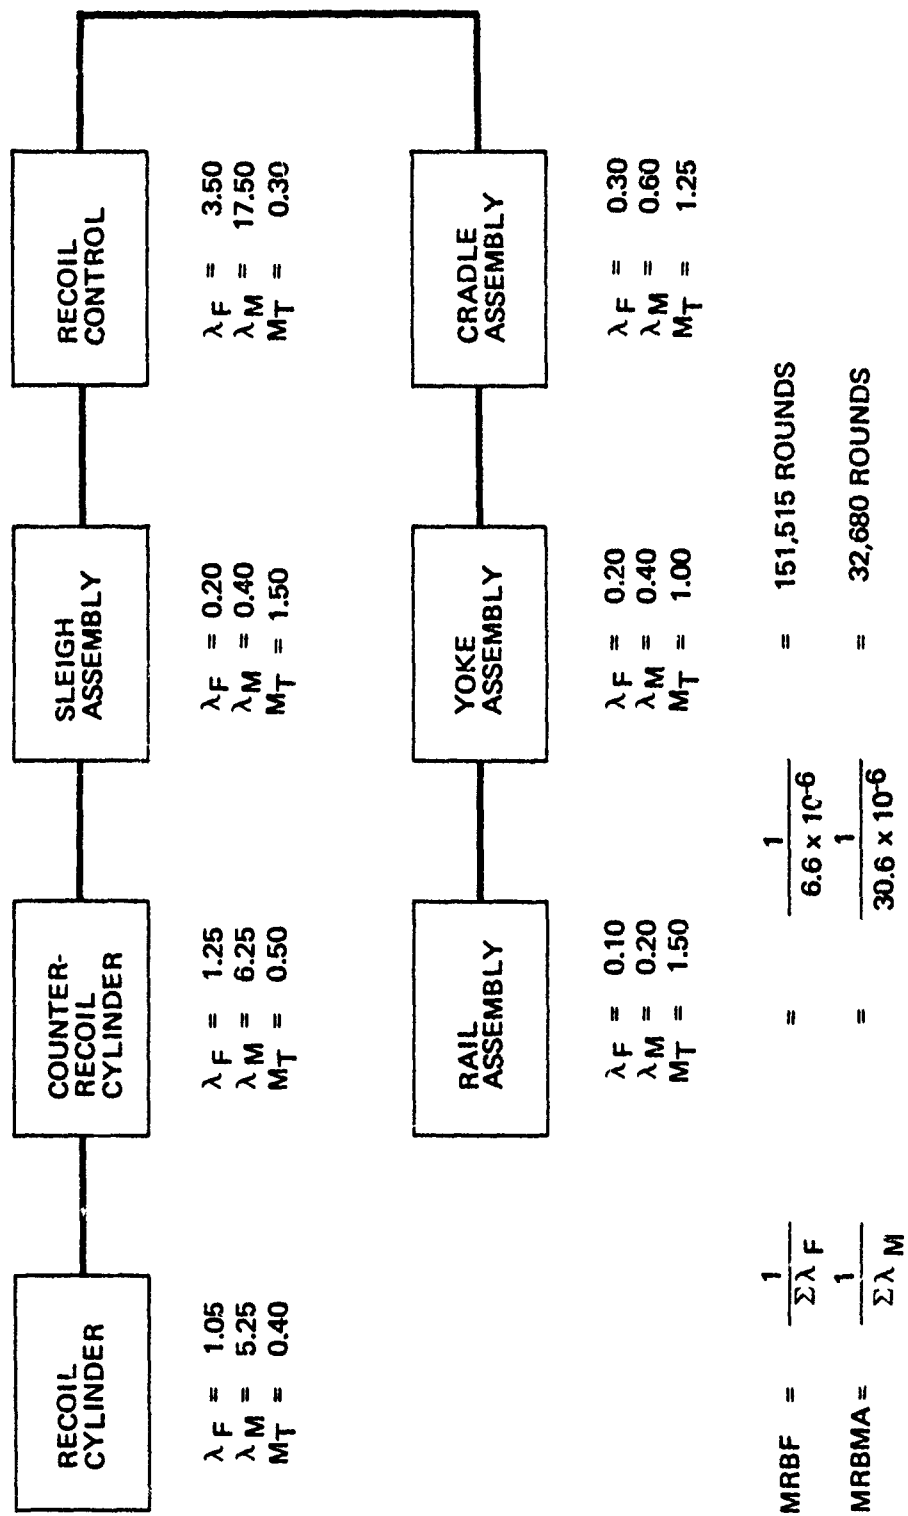 RECOIL
CYLINDER
λF = 1.05
λM = 5.25
MT = 0.40
COUNTER-
RECOIL
CYLINDER
λF = 1.25
λM = 6.25
MT = 0.50
SLEIGH
ASSEMBLY
λF = 0.20
λM = 0.40
MT = 1.50
RECOIL
CONTROL
λF = 3.50
λM = 17.50
MT = 0.30
RAIL
ASSEMBLY
λF = 0.10
λM = 0.20
MT = 1.50
YOKE
ASSEMBLY
λF = 0.20
λM = 0.40
MT = 1.00
CRADLE
ASSEMBLY
λF = 0.30
λM = 0.60
MT = 1.25
MRBF = 1 / ΣλF = 1 / 6.6 x 10-6 = 151,515 ROUNDS
MRBMA = 1 / ΣλM = 1 / 30.6 x 10-6 = 32,680 ROUNDS